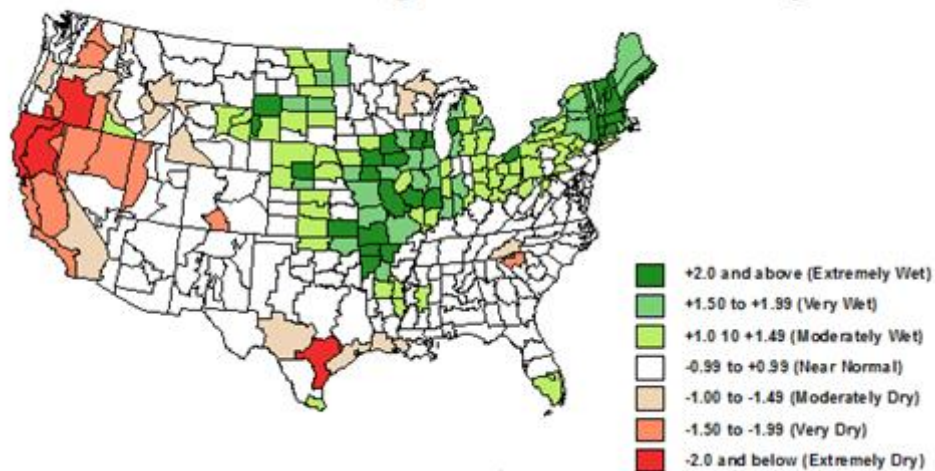 +2.0 and above (Extremely Wet)
+1.50 to +1.99 (Very Wet)
+1.0 10 +1.49 (Moderately Wet)
-0.99 to +0.99 (Near Normal)
-1.00 to -1.49 (Moderately Dry)
-1.50 to -1.99 (Very Dry)
-2.0 and below (Extremely Dry)